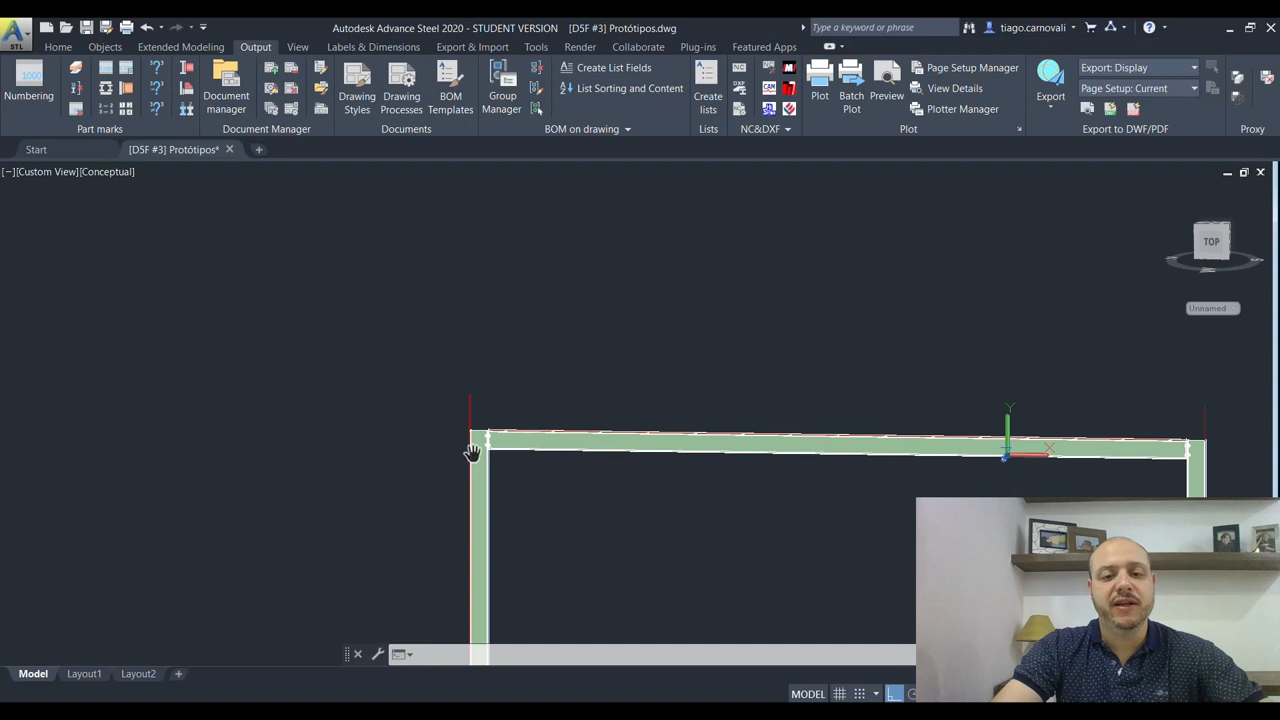 Autodesk Advance Steel 2020 - STUDENT VERSION [D5F #3] Protótipos.dwg
Type a keyword or phrase
tiago.carnovali
STL
Home Objects Extended Modeling Output View Labels & Dimensions Export & Import Tools Render Collaborate Plug-ins Featured Apps
1000
Numbering
Part marks
Document manager
Document Manager
Drawing Styles
Drawing Processes
BOM Templates
Documents
Group Manager
Create List Fields
List Sorting and Content
BOM on drawing
Create lists
Lists
NC
DXF
CAM
NC&DXF
Plot
Batch Plot
Preview
Page Setup Manager
View Details
Plotter Manager
Plot
Export
Export: Display
Page Setup: Current
Export to DWF/PDF
Proxy
Start
[D5F #3] Protótipos*
[−][Custom View][Conceptual]
TOP
Unnamed
Y
X
Model Layout1 Layout2 +
MODEL